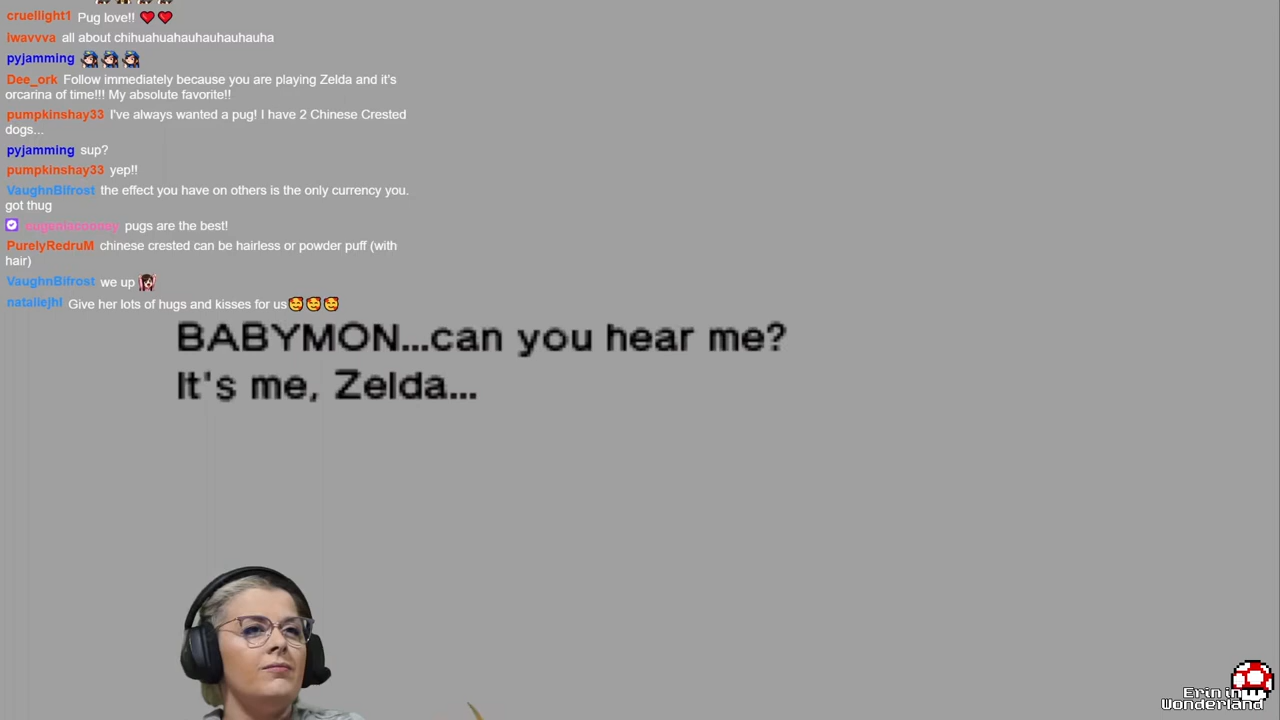 cruellight1 Pug love!!
iwavvva all about chihuahuahauhauhauha
pyjamming
Dee_ork Follow immediately because you are playing Zelda and it's
orcarina of time!!! My absolute favorite!!
pumpkinshay33 I've always wanted a pug! I have 2 Chinese Crested
dogs...
pyjamming sup?
pumpkinshay33 yep!!
VaughnBifrost the effect you have on others is the only currency you.
got thug
pugs are the best!
PurelyRedruM chinese crested can be hairless or powder puff (with
hair)
VaughnBifrost we up
nataliejhl Give her lots of hugs and kisses for us
BABYMON...can you hear me?
It's me, Zelda...
Erin in
Wonderland